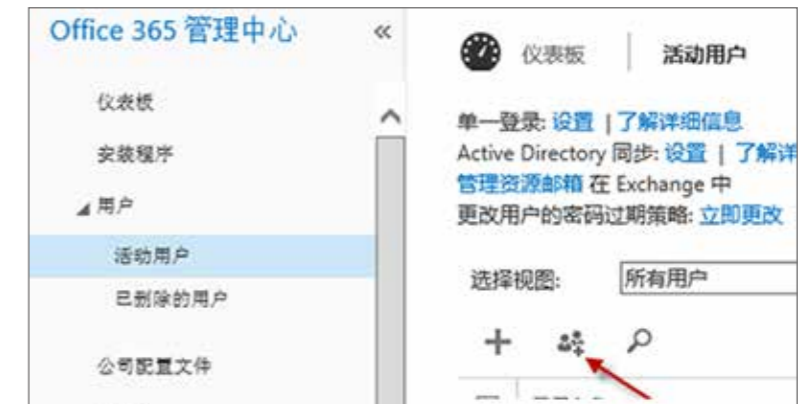 Office 365 管理中心 «
仪表板
安装程序
用户
活动用户
已删除的用户
公司配置文件
仪表板 | 活动用户
单一登录: 设置 | 了解详细信息
Active Directory 同步: 设置 | 了解详
管理资源邮箱 在 Exchange 中
更改用户的密码过期策略: 立即更改
选择视图: 所有用户